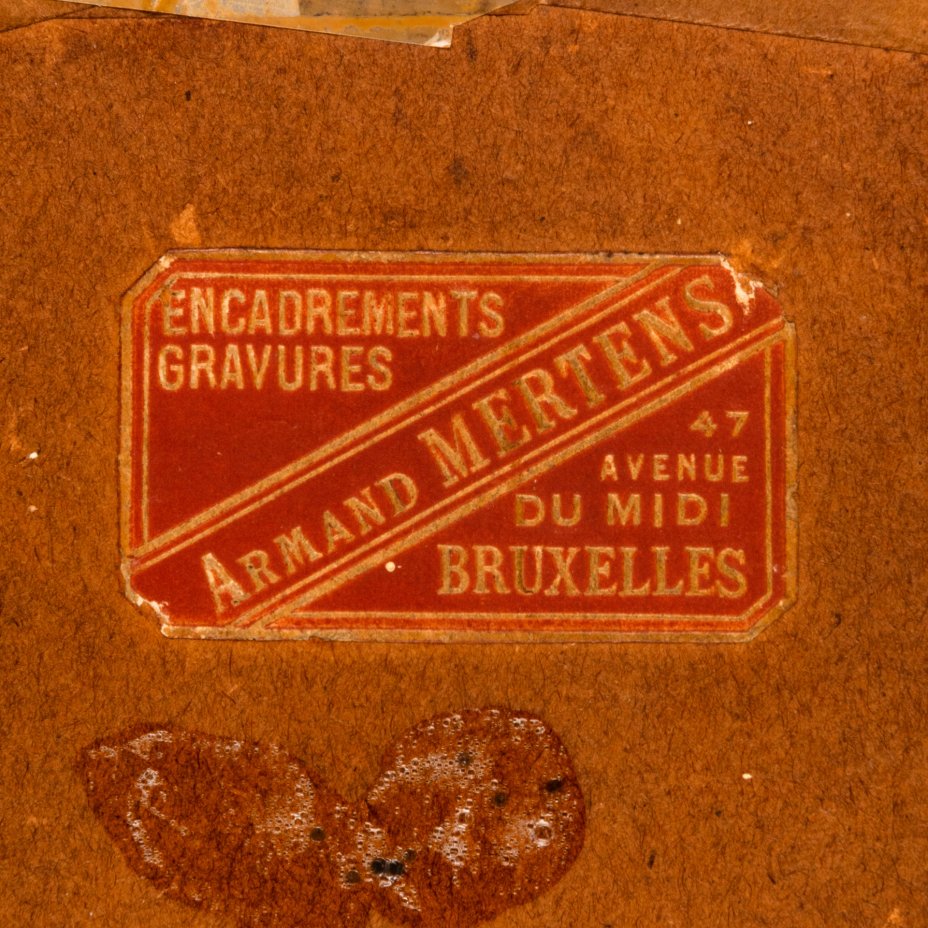 ENCADREMENTS
GRAVURES
ARMAND MERTENS
47
AVENUE
DU MIDI
BRUXELLES